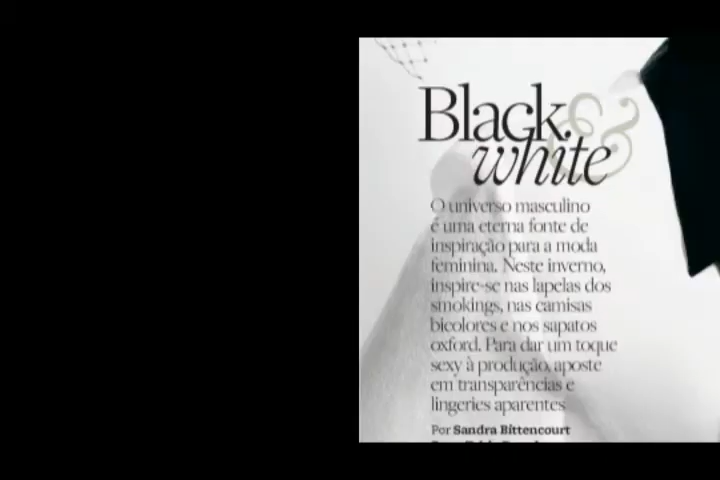 Black &
white
O universo masculino
é uma eterna fonte de
inspiração para a moda
feminina. Neste inverno,
inspire-se nas lapelas dos
smokings, nas camisas
bicolores e nos sapatos
oxford. Para dar um toque
sexy à produção, aposte
em transparências e
lingeries aparentes
Por Sandra Bittencourt